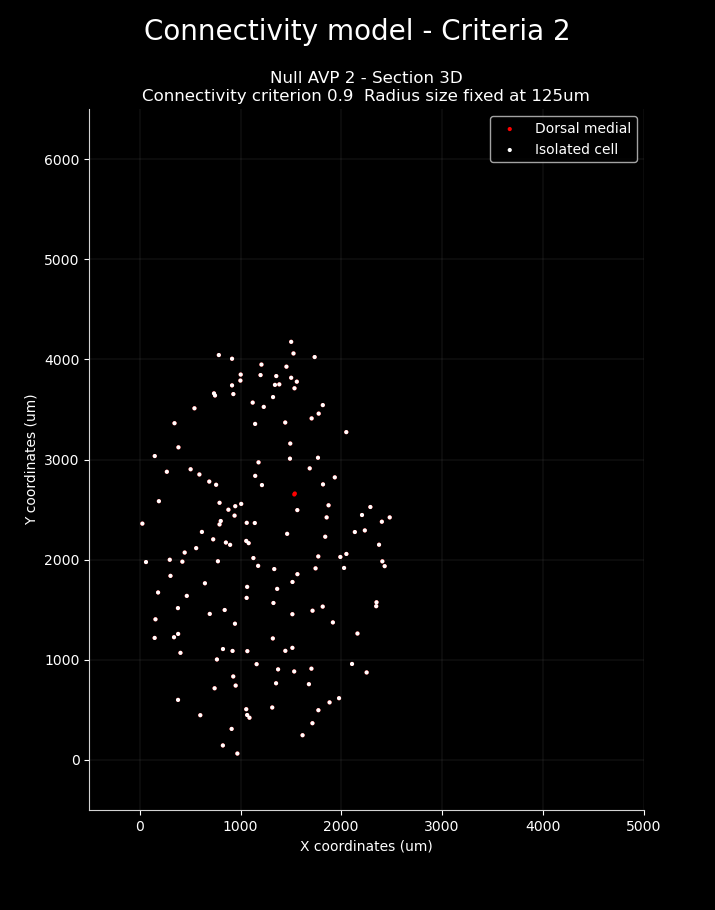 Connectivity model - Criteria 2
Null AVP 2 - Section 3D
Connectivity criterion 0.9  Radius size fixed at 125um
Dorsal medial
Isolated cell
6000
5000
4000
3000
2000
1000
0
Y coordinates (um)
0
1000
2000
3000
4000
5000
X coordinates (um)